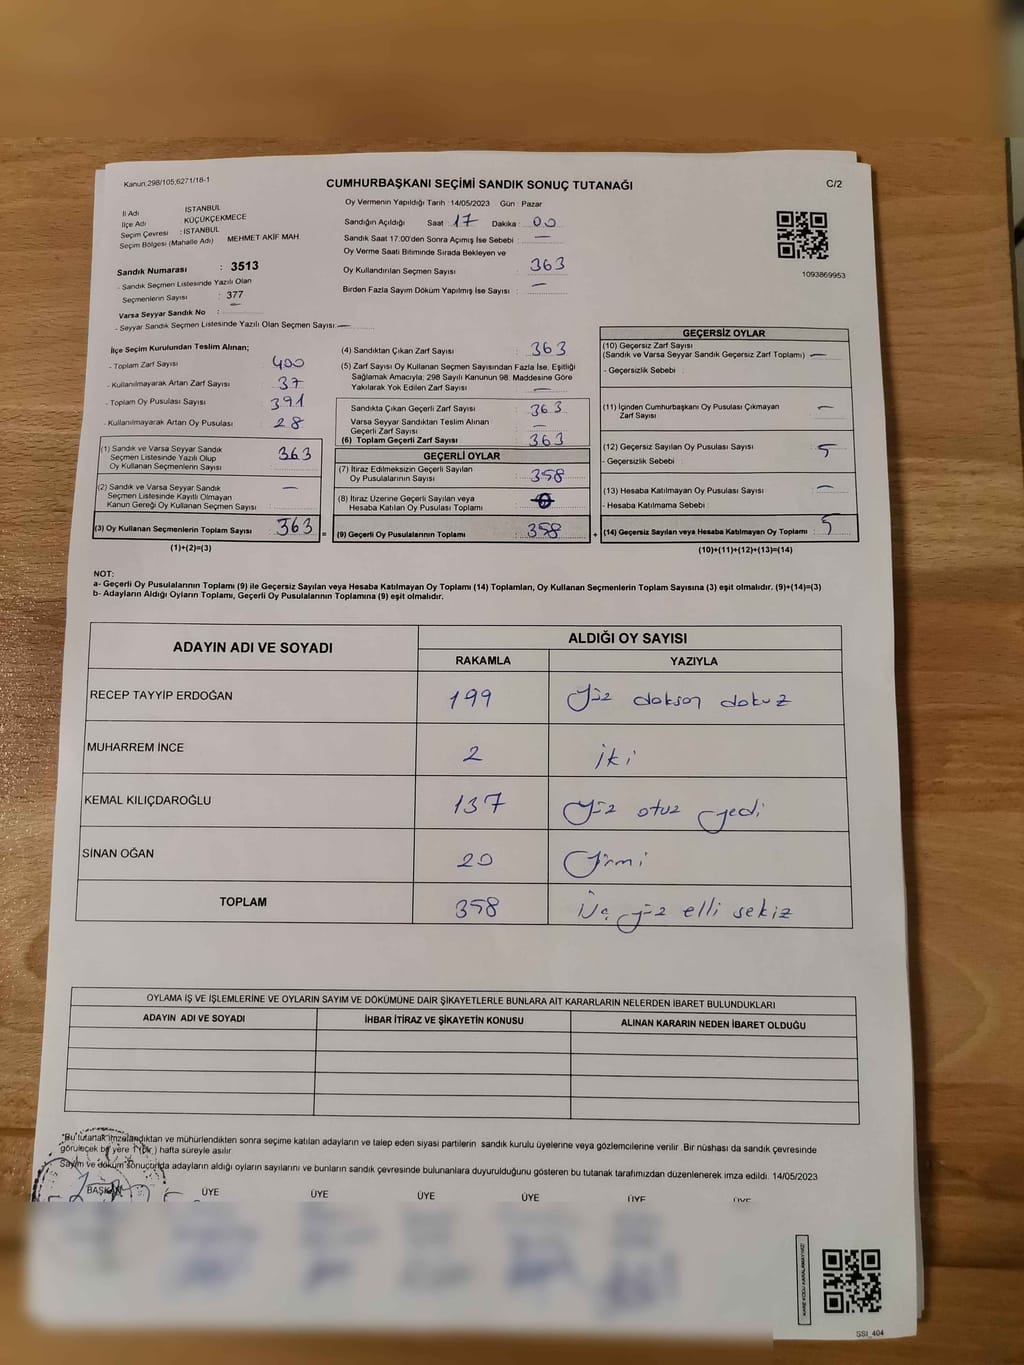 Kanun:298/105;6271/18-1
CUMHURBAŞKANI SEÇİMİ SANDIK SONUÇ TUTANAĞI
C/2
İl Adı İSTANBUL
İlçe Adı KÜÇÜKÇEKMECE
Seçim Çevresi : İSTANBUL
Seçim Bölgesi (Mahalle Adı) MEHMET AKİF MAH.
Sandık Numarası : 3513
- Sandık Seçmen Listesinde Yazılı Olan
Seçmenlerin Sayısı : 377
Varsa Seyyar Sandık No : —
- Seyyar Sandık Seçmen Listesinde Yazılı Olan Seçmen Sayısı: —
Oy Vermenin Yapıldığı Tarih :14/05/2023 Gün : Pazar
Sandığın Açıldığı Saat : 17 Dakika : 00
Sandık Saat 17:00'den Sonra Açımış İse Sebebi : —
Oy Verme Saati Bitiminde Sırada Bekleyen ve
Oy Kullandırılan Seçmen Sayısı : 363
Birden Fazla Sayım Döküm Yapılmış İse Sayısı : —
1093869953
İlçe Seçim Kurulundan Teslim Alınan;
- Toplam Zarf Sayısı : 400
- Kullanılmayarak Artan Zarf Sayısı : 37
- Toplam Oy Pusulası Sayısı : 391
- Kullanılmayarak Artan Oy Pusulası : 28
(1) Sandık ve Varsa Seyyar Sandık
Seçmen Listesinde Yazılı Olup
Oy Kullanan Seçmenlerin Sayısı : 363
(2) Sandık ve Varsa Seyyar Sandık
Seçmen Listesinde Kayıtlı Olmayan
Kanun Gereği Oy Kullanan Seçmen Sayısı : —
(3) Oy Kullanan Seçmenlerin Toplam Sayısı 363
(1)+(2)=(3)
(4) Sandıktan Çıkan Zarf Sayısı : 363
(5) Zarf Sayısı Oy Kullanan Seçmen Sayısından Fazla İse, Eşitliği
Sağlamak Amacıyla; 298 Sayılı Kanunun 98. Maddesine Göre
Yakılarak Yok Edilen Zarf Sayısı : —
Sandıkta Çıkan Geçerli Zarf Sayısı : 363
Varsa Seyyar Sandıktan Teslim Alınan
Geçerli Zarf Sayısı : —
(6) Toplam Geçerli Zarf Sayısı : 363
GEÇERLİ OYLAR
(7) İtiraz Edilmeksizin Geçerli Sayılan
Oy Pusulalarının Sayısı : 358
(8) İtiraz Üzerine Geçerli Sayılan veya
Hesaba Katılan Oy Pusulası Toplamı :
= (9) Geçerli Oy Pusulalarının Toplamı : 358
GEÇERSİZ OYLAR
(10) Geçersiz Zarf Sayısı
(Sandık ve Varsa Seyyar Sandık Geçersiz Zarf Toplamı) : —
- Geçersizlik Sebebi :
(11) İçinden Cumhurbaşkanı Oy Pusulası Çıkmayan
Zarf Sayısı : —
(12) Geçersiz Sayılan Oy Pusulası Sayısı : 5
- Geçersizlik Sebebi :
(13) Hesaba Katılmayan Oy Pusulası Sayısı : —
- Hesaba Katılmama Sebebi :
+ (14) Geçersiz Sayılan veya Hesaba Katılmayan Oy Toplamı : 5
(10)+(11)+(12)+(13)=(14)
NOT:
a- Geçerli Oy Pusulalarının Toplamı (9) ile Geçersiz Sayılan veya Hesaba Katılmayan Oy Toplamı (14) Toplamları, Oy Kullanan Seçmenlerin Toplam Sayısına (3) eşit olmalıdır. (9)+(14)=(3)
b- Adayların Aldığı Oyların Toplamı, Geçerli Oy Pusulalarının Toplamına (9) eşit olmalıdır.
ADAYIN ADI VE SOYADI
ALDIĞI OY SAYISI
RAKAMLA YAZIYLA
RECEP TAYYİP ERDOĞAN 199 Yüz doksan dokuz
MUHARREM İNCE 2 İki
KEMAL KILIÇDAROĞLU 137 Yüz otuz yedi
SİNAN OĞAN 20 Yirmi
TOPLAM 358 Üç yüz elli sekiz
OYLAMA İŞ VE İŞLEMLERİNE VE OYLARIN SAYIM VE DÖKÜMÜNE DAİR ŞİKAYETLERLE BUNLARA AİT KARARLARIN NELERDEN İBARET BULUNDUKLARI
ADAYIN ADI VE SOYADI İHBAR İTİRAZ VE ŞİKAYETİN KONUSU ALINAN KARARIN NEDEN İBARET OLDUĞU
"Bu tutanak imzalandıktan ve mühürlendikten sonra seçime katılan adayların ve talep eden siyasi partilerin sandık kurulu üyelerine veya gözlemcilerine verilir. Bir nüshası da sandık çevresinde
görülecek bir yere 1 (bir) hafta süreyle asılır.
Sayım ve döküm sonucunda adayların aldığı oyların sayılarını ve bunların sandık çevresinde bulunanlara duyurulduğunu gösteren bu tutanak tarafımızdan düzenlenerek imza edildi. 14/05/2023
BAŞKAN ÜYE ÜYE ÜYE ÜYE ÜYE ÜYE
SSI_404